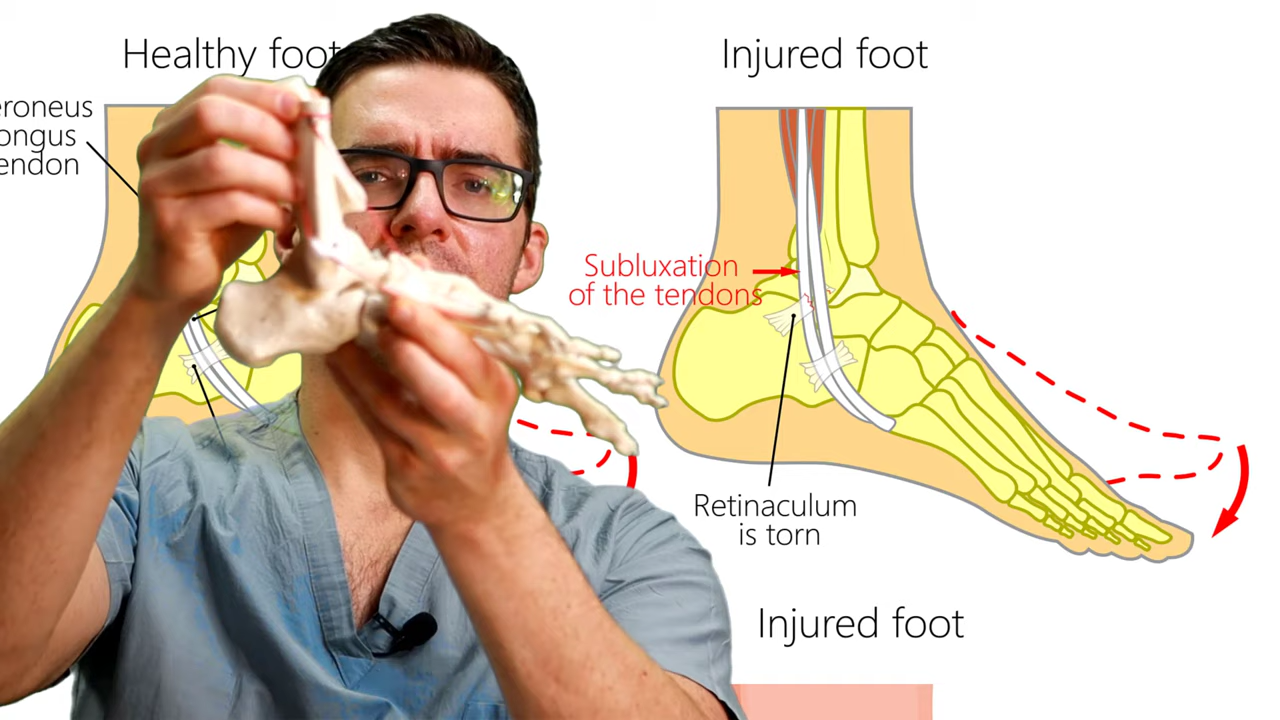 Healthy foot
Injured foot
eroneus
ongus
endon
Subluxation
of the tendons
Retinaculum
is torn
Injured foot